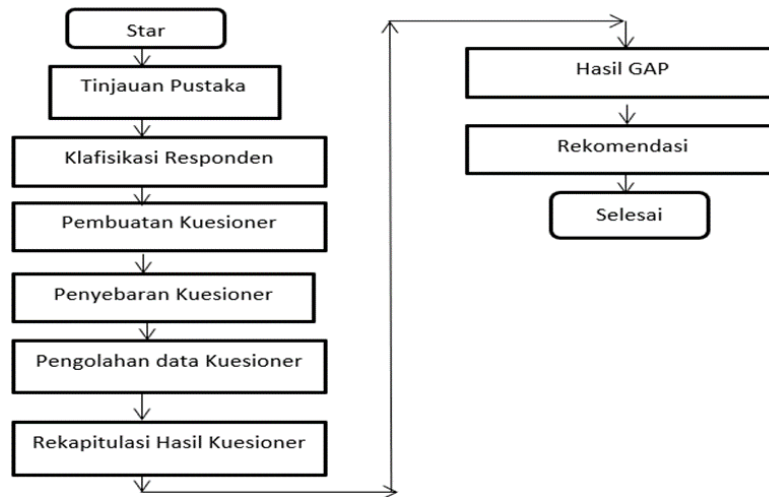 Star
Tinjauan Pustaka
Klafisikasi Responden
Pembuatan Kuesioner
Penyebaran Kuesioner
Pengolahan data Kuesioner
Rekapitulasi Hasil Kuesioner
Hasil GAP
Rekomendasi
Selesai